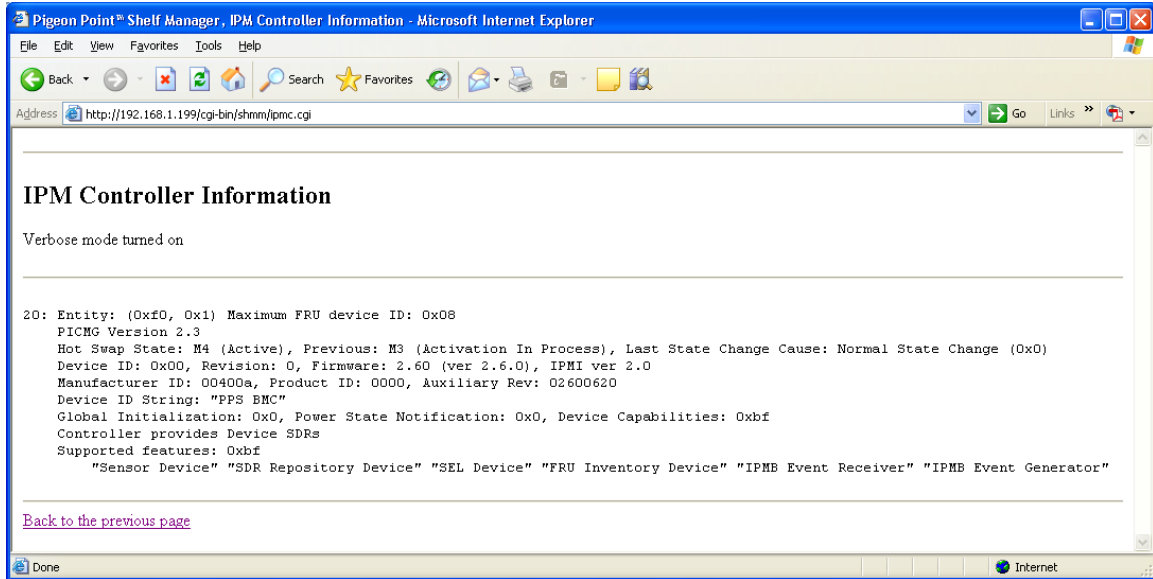 Pigeon Point™ Shelf Manager, IPM Controller Information - Microsoft Internet Explorer
File Edit View Favorites Tools Help
Back Search Favorites
Address http://192.168.1.199/cgi-bin/shmm/ipmc.cgi Go Links »
IPM Controller Information
Verbose mode turned on
20: Entity: (0xf0, 0x1) Maximum FRU device ID: 0x08
PICMG Version 2.3
Hot Swap State: M4 (Active), Previous: M3 (Activation In Process), Last State Change Cause: Normal State Change (0x0)
Device ID: 0x00, Revision: 0, Firmware: 2.60 (ver 2.6.0), IPMI ver 2.0
Manufacturer ID: 00400a, Product ID: 0000, Auxiliary Rev: 02600620
Device ID String: "PPS BMC"
Global Initialization: 0x0, Power State Notification: 0x0, Device Capabilities: 0xbf
Controller provides Device SDRs
Supported features: 0xbf
"Sensor Device" "SDR Repository Device" "SEL Device" "FRU Inventory Device" "IPMB Event Receiver" "IPMB Event Generator"
Back to the previous page
Done Internet